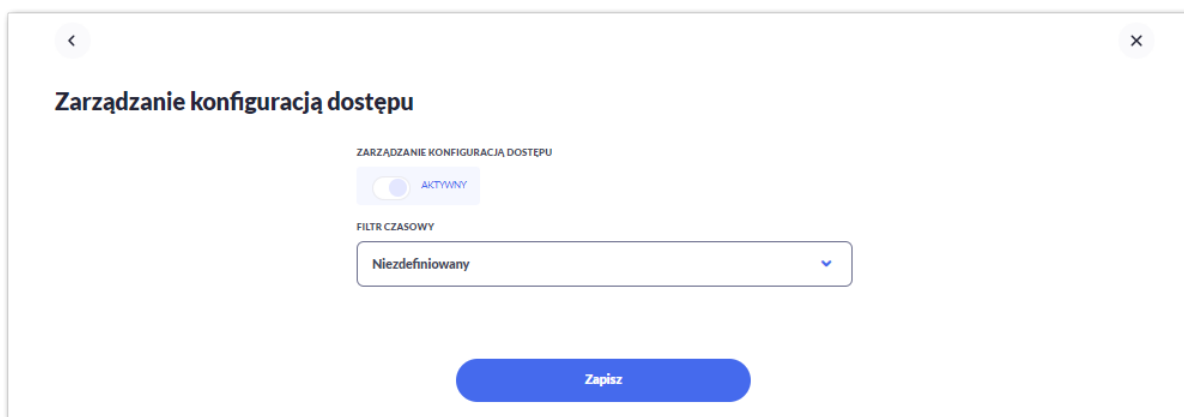 Zarządzanie konfiguracją dostępu
ZARZĄDZANIE KONFIGURACJĄ DOSTĘPU
AKTYWNY
FILTR CZASOWY
Niezdefiniowany
Zapisz